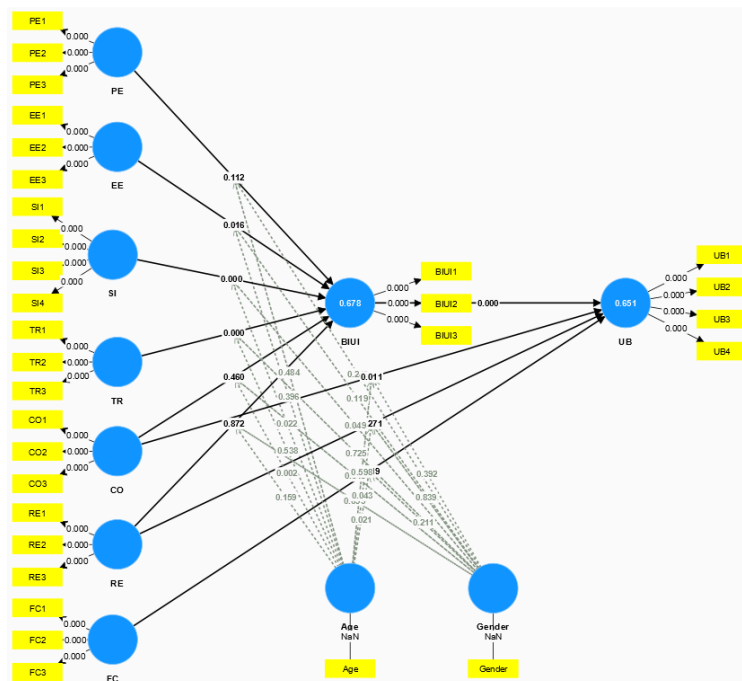 PE1
0.000
PE2
0.000
0.000
PE3
PE
EE1
0.000
EE2
0.000
0.000
EE3
EE
SI1
0.000
SI2
0.000
SI3
0.000
0.000
SI4
SI
TR1
0.000
TR2
0.000
0.000
TR3
TR
CO1
0.000
CO2
0.000
0.000
CO3
CO
RE1
0.000
RE2
0.000
0.000
RE3
RE
FC1
0.000
FC2
0.000
0.000
FC3
FC
0.112
0.016
0.000
0.000
0.460
0.872
0.678
BIUI
0.000
BIUI1
0.000
BIUI2
0.000
BIUI3
0.000
0.651
UB
0.000
UB1
0.000
UB2
0.000
UB3
0.000
UB4
0.484
0.011
0.396
0.119
0.022
0.049
271
0.538
0.725
0.002
0.598
0.392
0.159
0.043
0.839
0.021
0.211
Age
NaN
Age
Gender
NaN
Gender